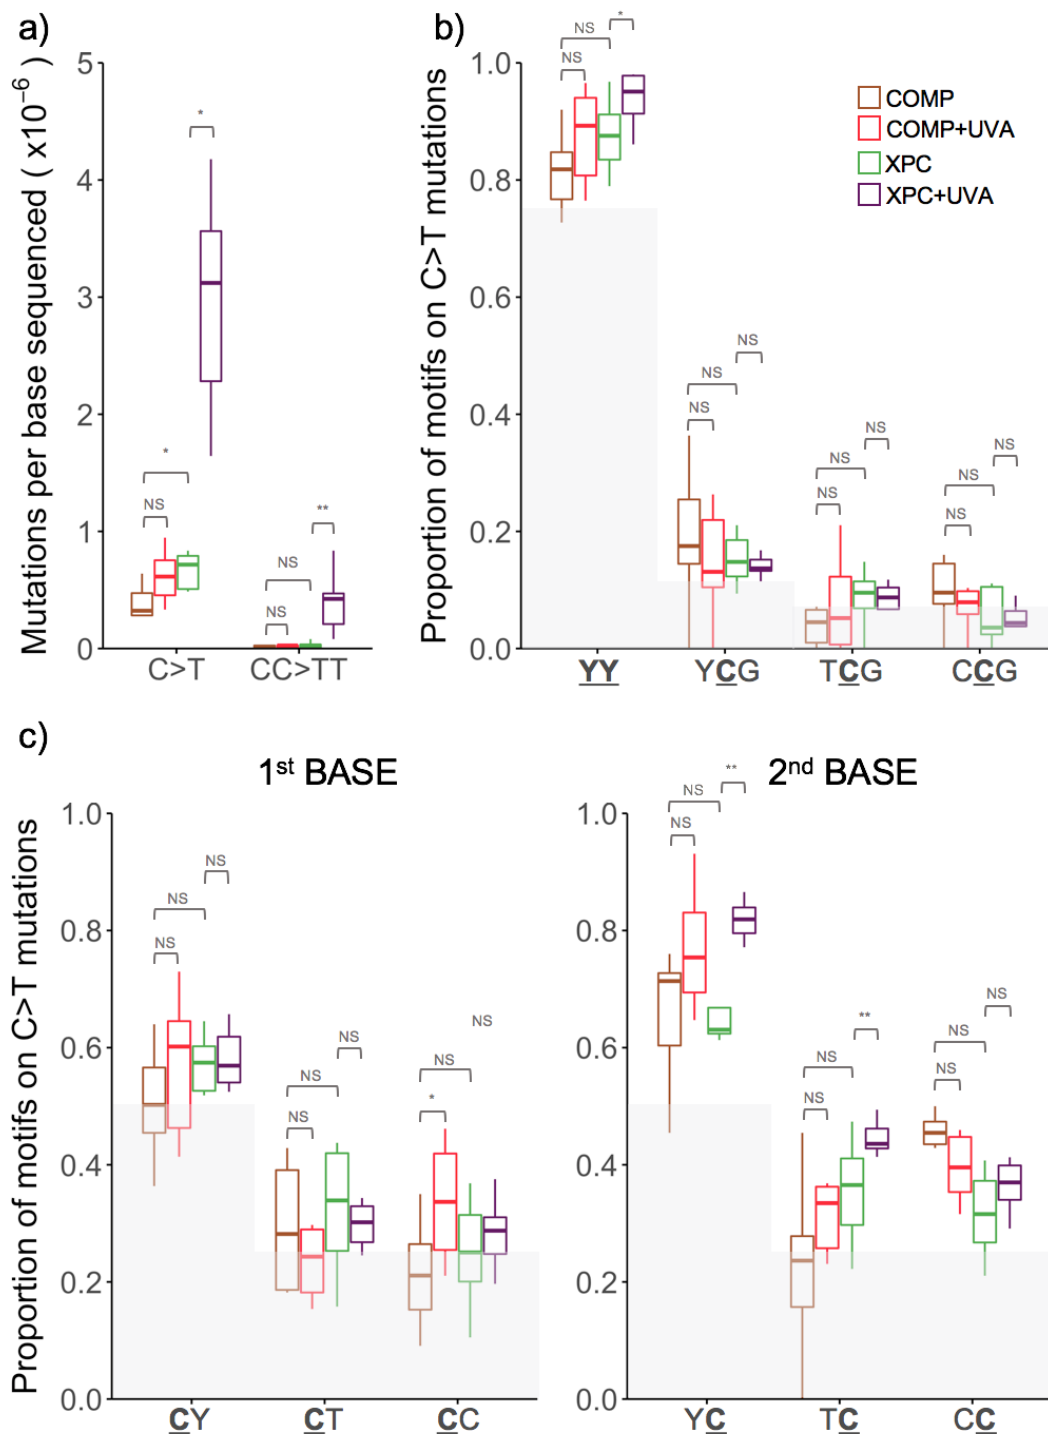 a)
Mutations per base sequenced ( x10⁻⁶ )
5
4
3
2
1
0
*
*
NS
NS
NS
**
C>T
CC>TT
b)
Proportion of motifs on C>T mutations
1.0
0.8
0.6
0.4
0.2
0.0
NS
*
NS
NS
NS
NS
NS
NS
NS
NS
NS
NS
COMP
COMP+UVA
XPC
XPC+UVA
YY
YCG
TCG
CCG
c)
1st BASE
Proportion of motifs on C>T mutations
1.0
0.8
0.6
0.4
0.2
0.0
NS
NS
NS
NS
NS
NS
NS
NS
*
CY
CT
CC
2nd BASE
1.0
0.8
0.6
0.4
0.2
0.0
**
NS
NS
**
NS
NS
NS
NS
NS
YC
TC
CC